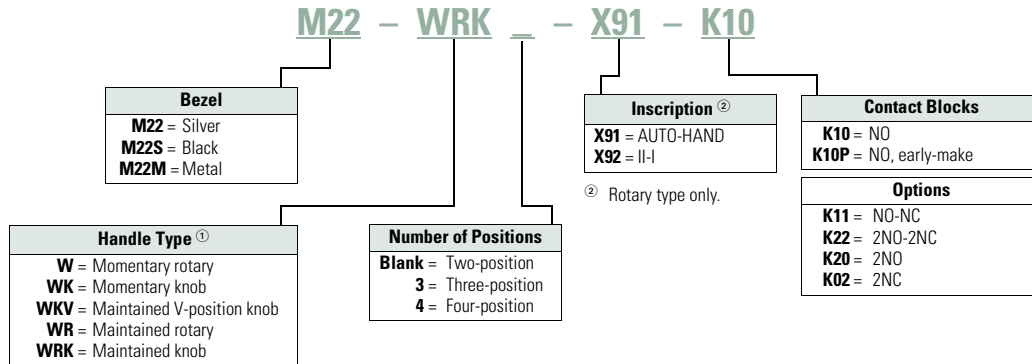 M22 – WRK _ – X91 – K10
Bezel
M22 = Silver
M22S = Black
M22M = Metal
Inscription ②
X91 = AUTO-HAND
X92 = II-I
② Rotary type only.
Contact Blocks
K10 = NO
K10P = NO, early-make
Options
K11 = NO-NC
K22 = 2NO-2NC
K20 = 2NO
K02 = 2NC
Handle Type ①
W = Momentary rotary
WK = Momentary knob
WKV = Maintained V-position knob
WR = Maintained rotary
WRK = Maintained knob
Number of Positions
Blank = Two-position
3 = Three-position
4 = Four-position